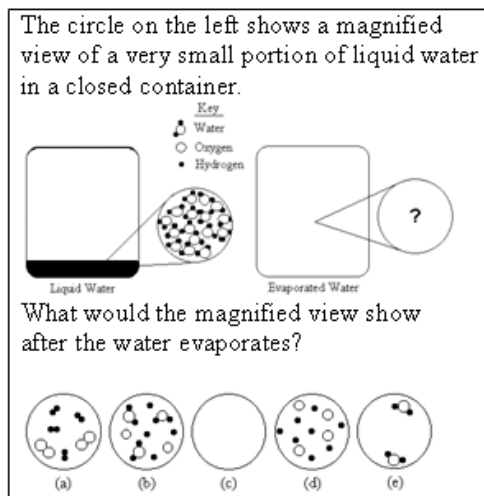 The circle on the left shows a magnified
view of a very small portion of liquid water
in a closed container.
Key
Water
Oxygen
Hydrogen
?
Liquid Water
Evaporated Water
What would the magnified view show
after the water evaporates?
(a) (b) (c) (d) (e)